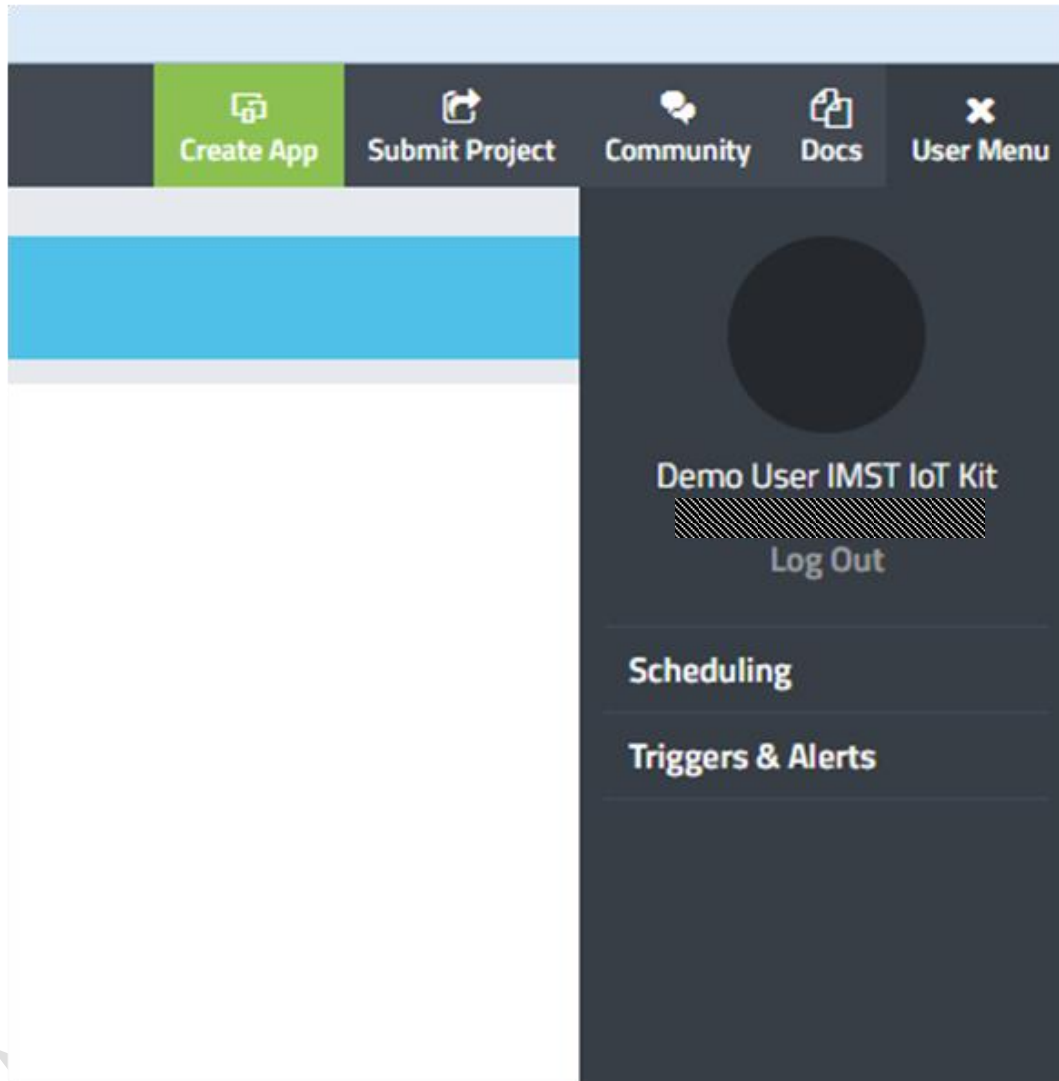 Create App
Submit Project
Community
Docs
User Menu
Demo User IMST IoT Kit
Log Out
Scheduling
Triggers & Alerts